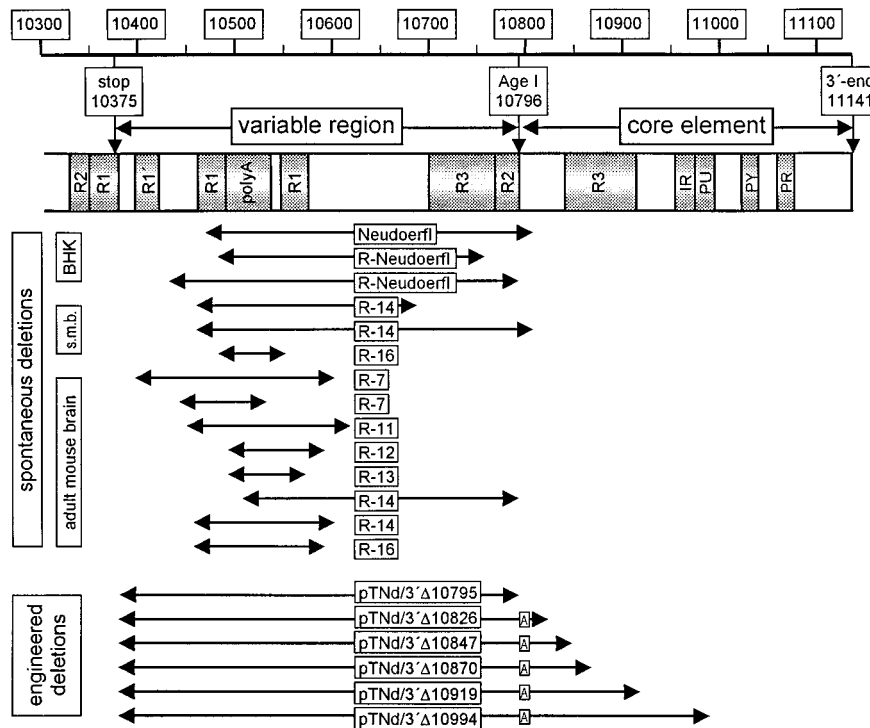 10300 10400 10500 10600 10700 10800 10900 11000 11100
stop
10375
Age I
10796
3´-end
11141
variable region
core element
R2 R1 R1´ R1 polyA R1 R3 R2 R3 IR PU PY PR
spontaneous deletions
BHK
s.m.b.
adult mouse brain
Neudoerfl
R-Neudoerfl
R-Neudoerfl
R-14
R-14
R-16
R-7
R-7
R-11
R-12
R-13
R-14
R-14
R-16
engineered
deletions
pTNd/3´Δ10795
pTNd/3´Δ10826 A
pTNd/3´Δ10847 A
pTNd/3´Δ10870 A
pTNd/3´Δ10919 A
pTNd/3´Δ10994 A